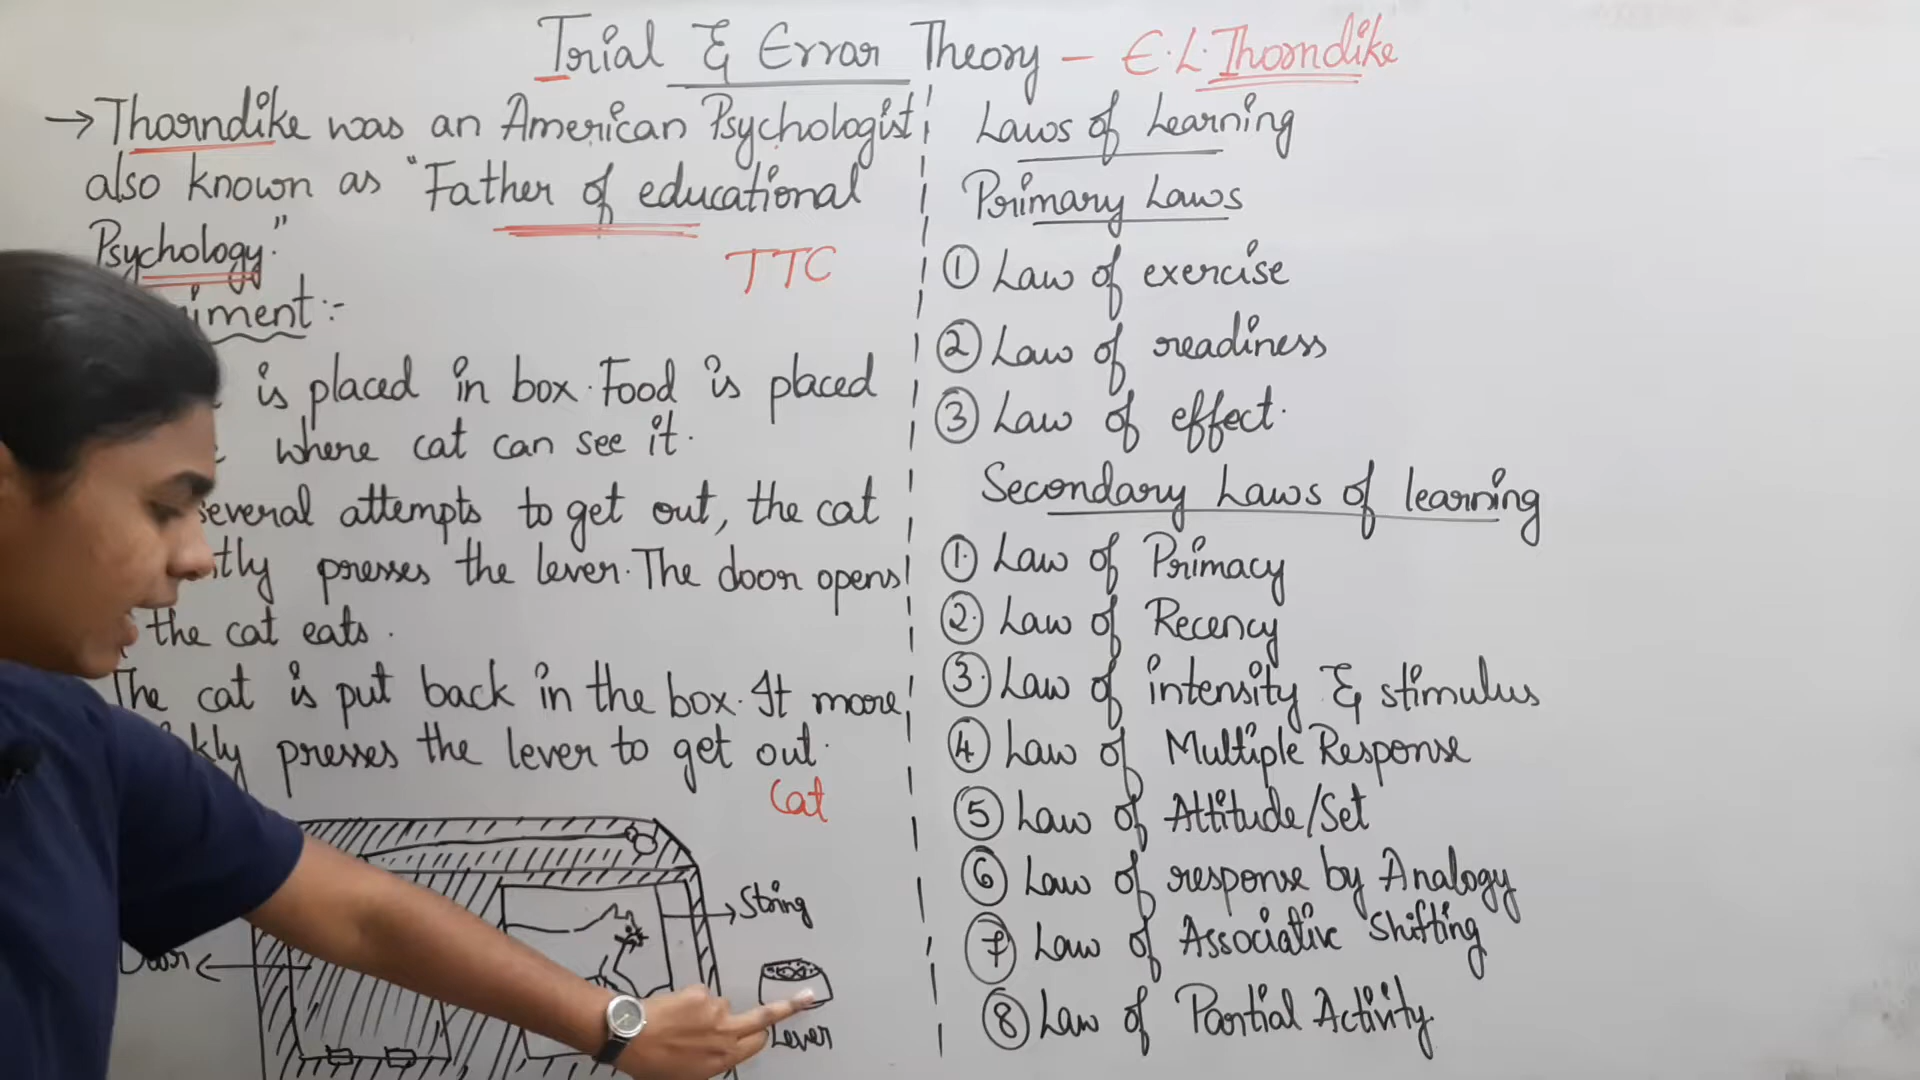 Trial & Error Theory - E.L. Thorndike
→ Thorndike was an American Psychologist
also known as "Father of educational
Psychology."
TTC
is placed in box. Food is placed
where cat can see it.
several attempts to get out, the cat
presses the lever. The door opens
the cat eats.
The cat is put back in the box. It more
presses the lever to get out.
Cat
String
Door
Lever
Laws of Learning
Primary Laws
① Law of exercise
② Law of readiness
③ Law of effect.
Secondary Laws of learning
①. Law of Primacy
②. Law of Recency
③. Law of intensity & stimulus
④ Law of Multiple Response
⑤ Law of Attitude/Set
⑥ Law of response by Analogy
⑦ Law of Associative Shifting
⑧ Law of Partial Activity